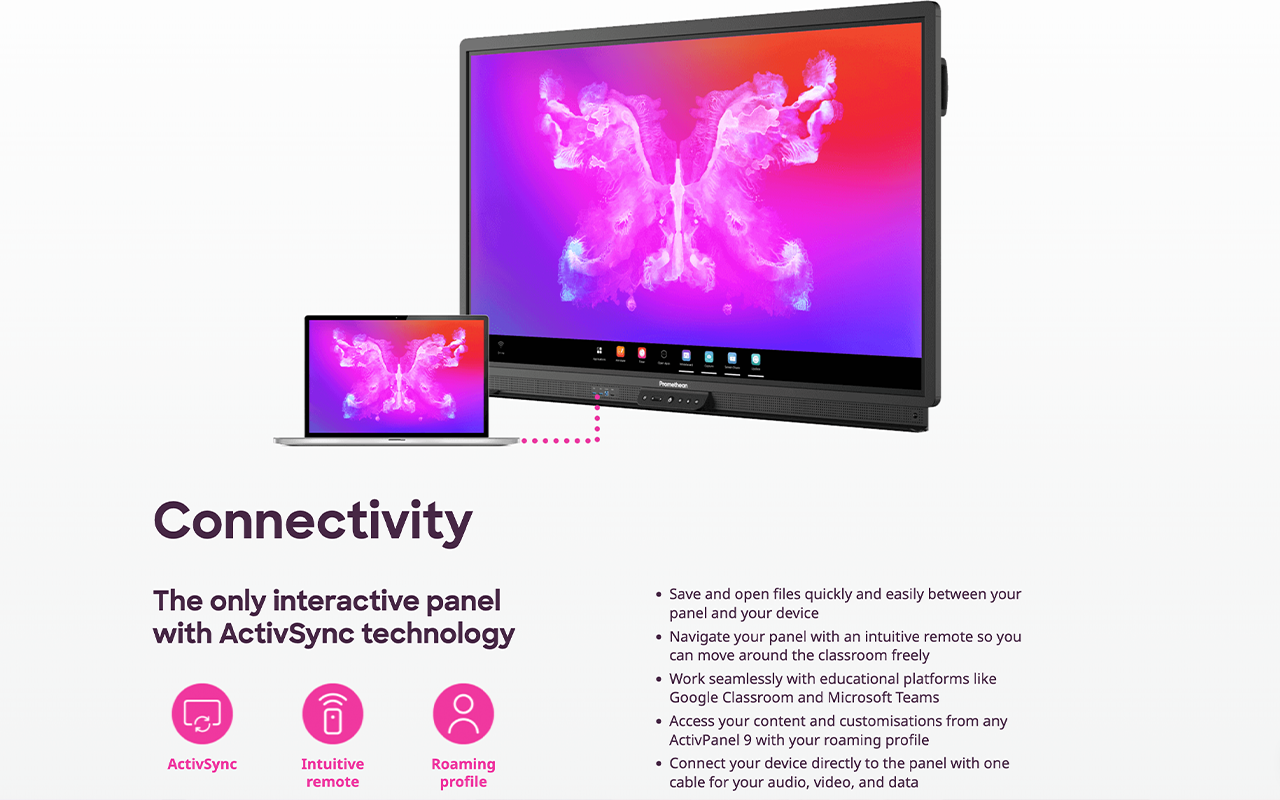 Promethean
Connectivity
The only interactive panel
with ActivSync technology
ActivSync
Intuitive
remote
Roaming
profile
• Save and open files quickly and easily between your
panel and your device
• Navigate your panel with an intuitive remote so you
can move around the classroom freely
• Work seamlessly with educational platforms like
Google Classroom and Microsoft Teams
• Access your content and customisations from any
ActivPanel 9 with your roaming profile
• Connect your device directly to the panel with one
cable for your audio, video, and data